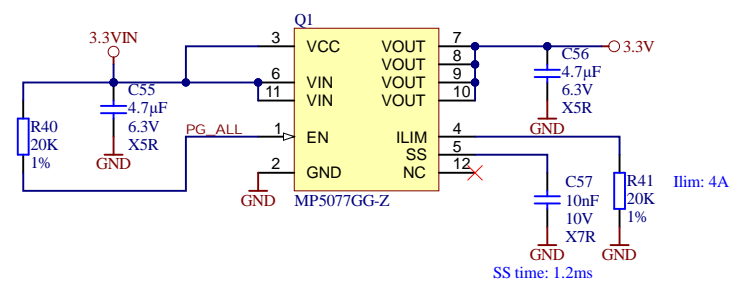 Q1
3.3VIN
3 VCC VOUT 7
VOUT 8
6 VIN VOUT 9
11 VIN VOUT 10
3.3V
C55
4.7µF
6.3V
X5R
GND
C56
4.7µF
6.3V
X5R
GND
R40
20K
1%
PG_ALL
1 EN ILIM 4
SS 5
2 GND NC 12
GND
MP5077GG-Z
C57
10nF
10V
X7R
GND
R41
20K
1%
GND
Ilim: 4A
SS time: 1.2ms